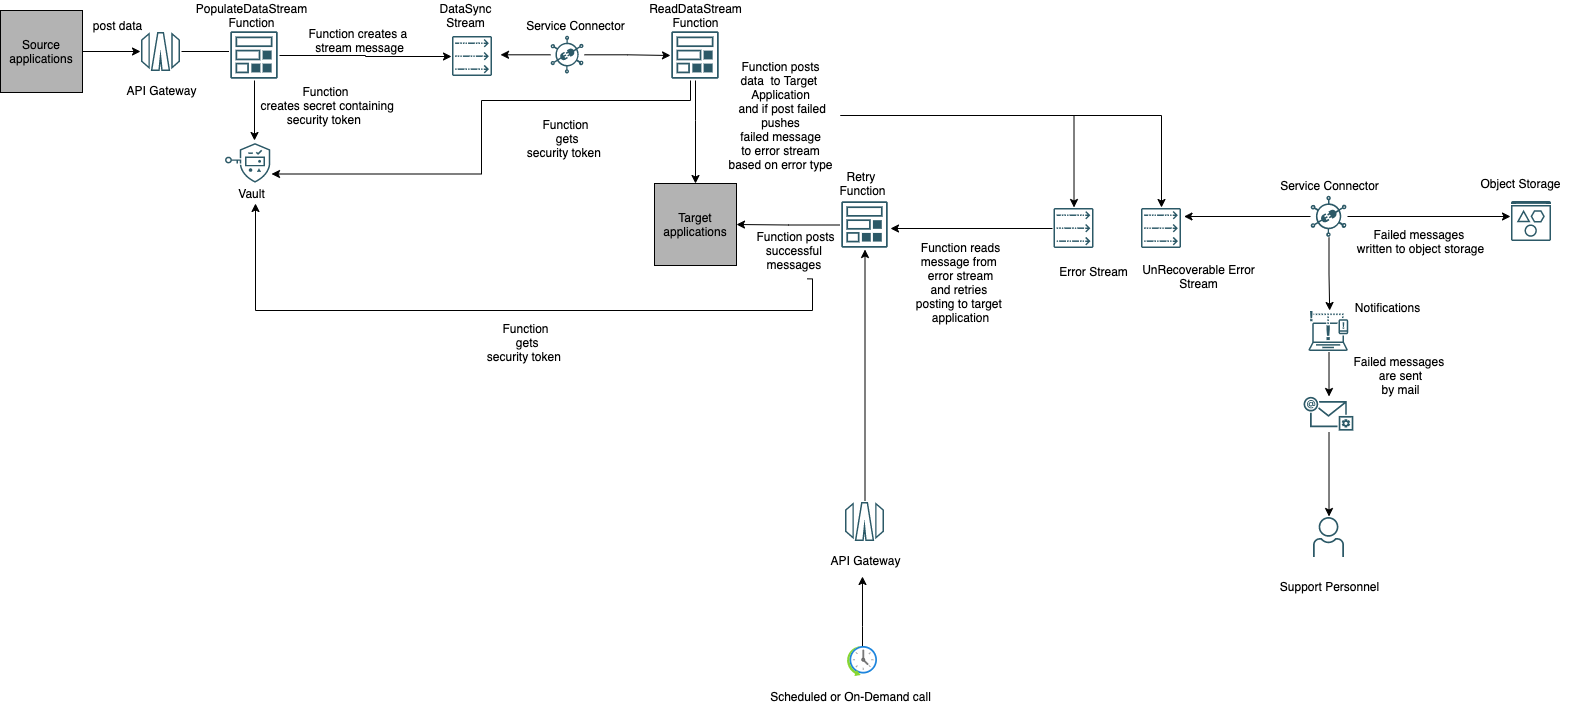 Source
applications
post data
API Gateway
PopulateDataStream
Function
Function creates a
stream message
DataSync
Stream
Service Connector
ReadDataStream
Function
Function
creates secret containing
security token
Vault
Function
gets
security token
Function posts
data  to Target
Application
and if post failed
pushes
failed message
to error stream
based on error type
Target
applications
Retry
Function
Function posts
successful
messages
Function
gets
security token
Function reads
message from
error stream
and retries
posting to target
application
Error Stream
UnRecoverable Error
Stream
Service Connector
Object Storage
Failed messages
written to object storage
Notifications
Failed messages
are sent
by mail
Support Personnel
API Gateway
Scheduled or On-Demand call